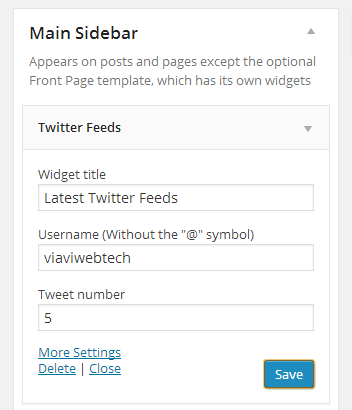 Main Sidebar
Appears on posts and pages except the optional
Front Page template, which has its own widgets
Twitter Feeds
Widget title
Latest Twitter Feeds
Username (Without the "@" symbol)
viaviwebtech
Tweet number
5
More Settings
Delete | Close
Save